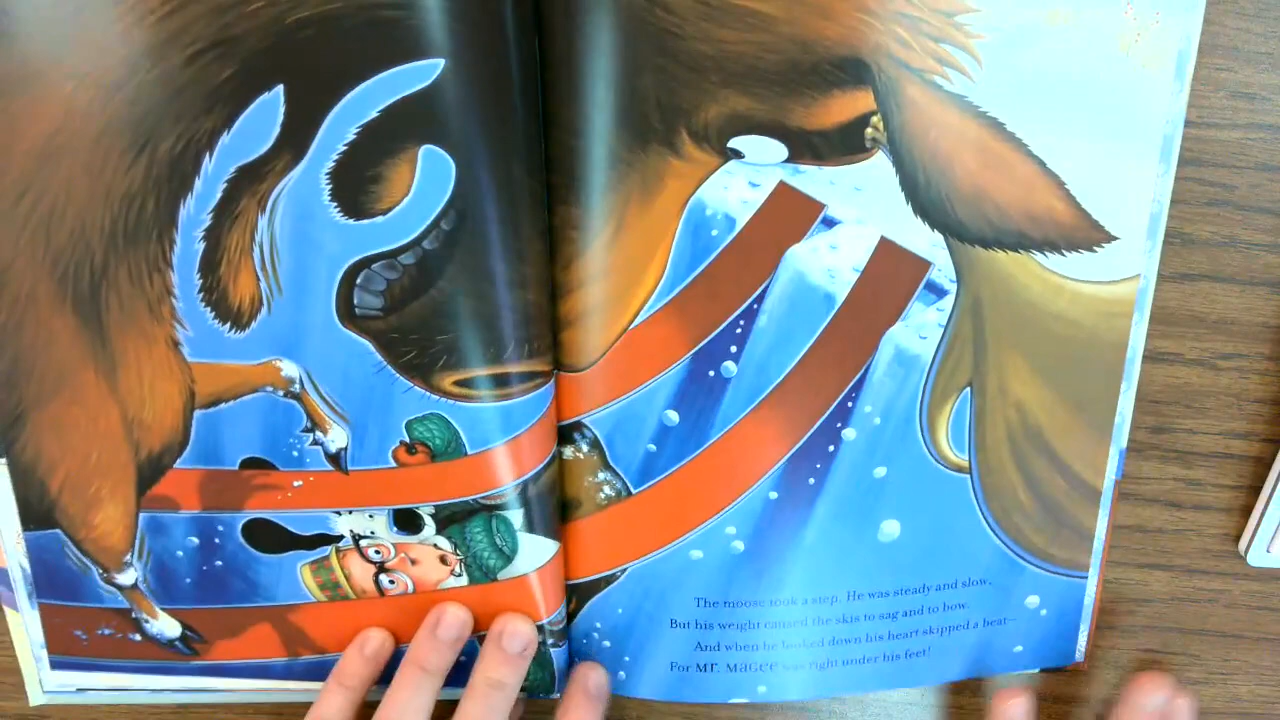 The moose took a step. He was steady and slow,
But his weight caused the skis to sag and to bow.
And when he looked down his heart skipped a beat—
For Mr. Magee was right under his feet!